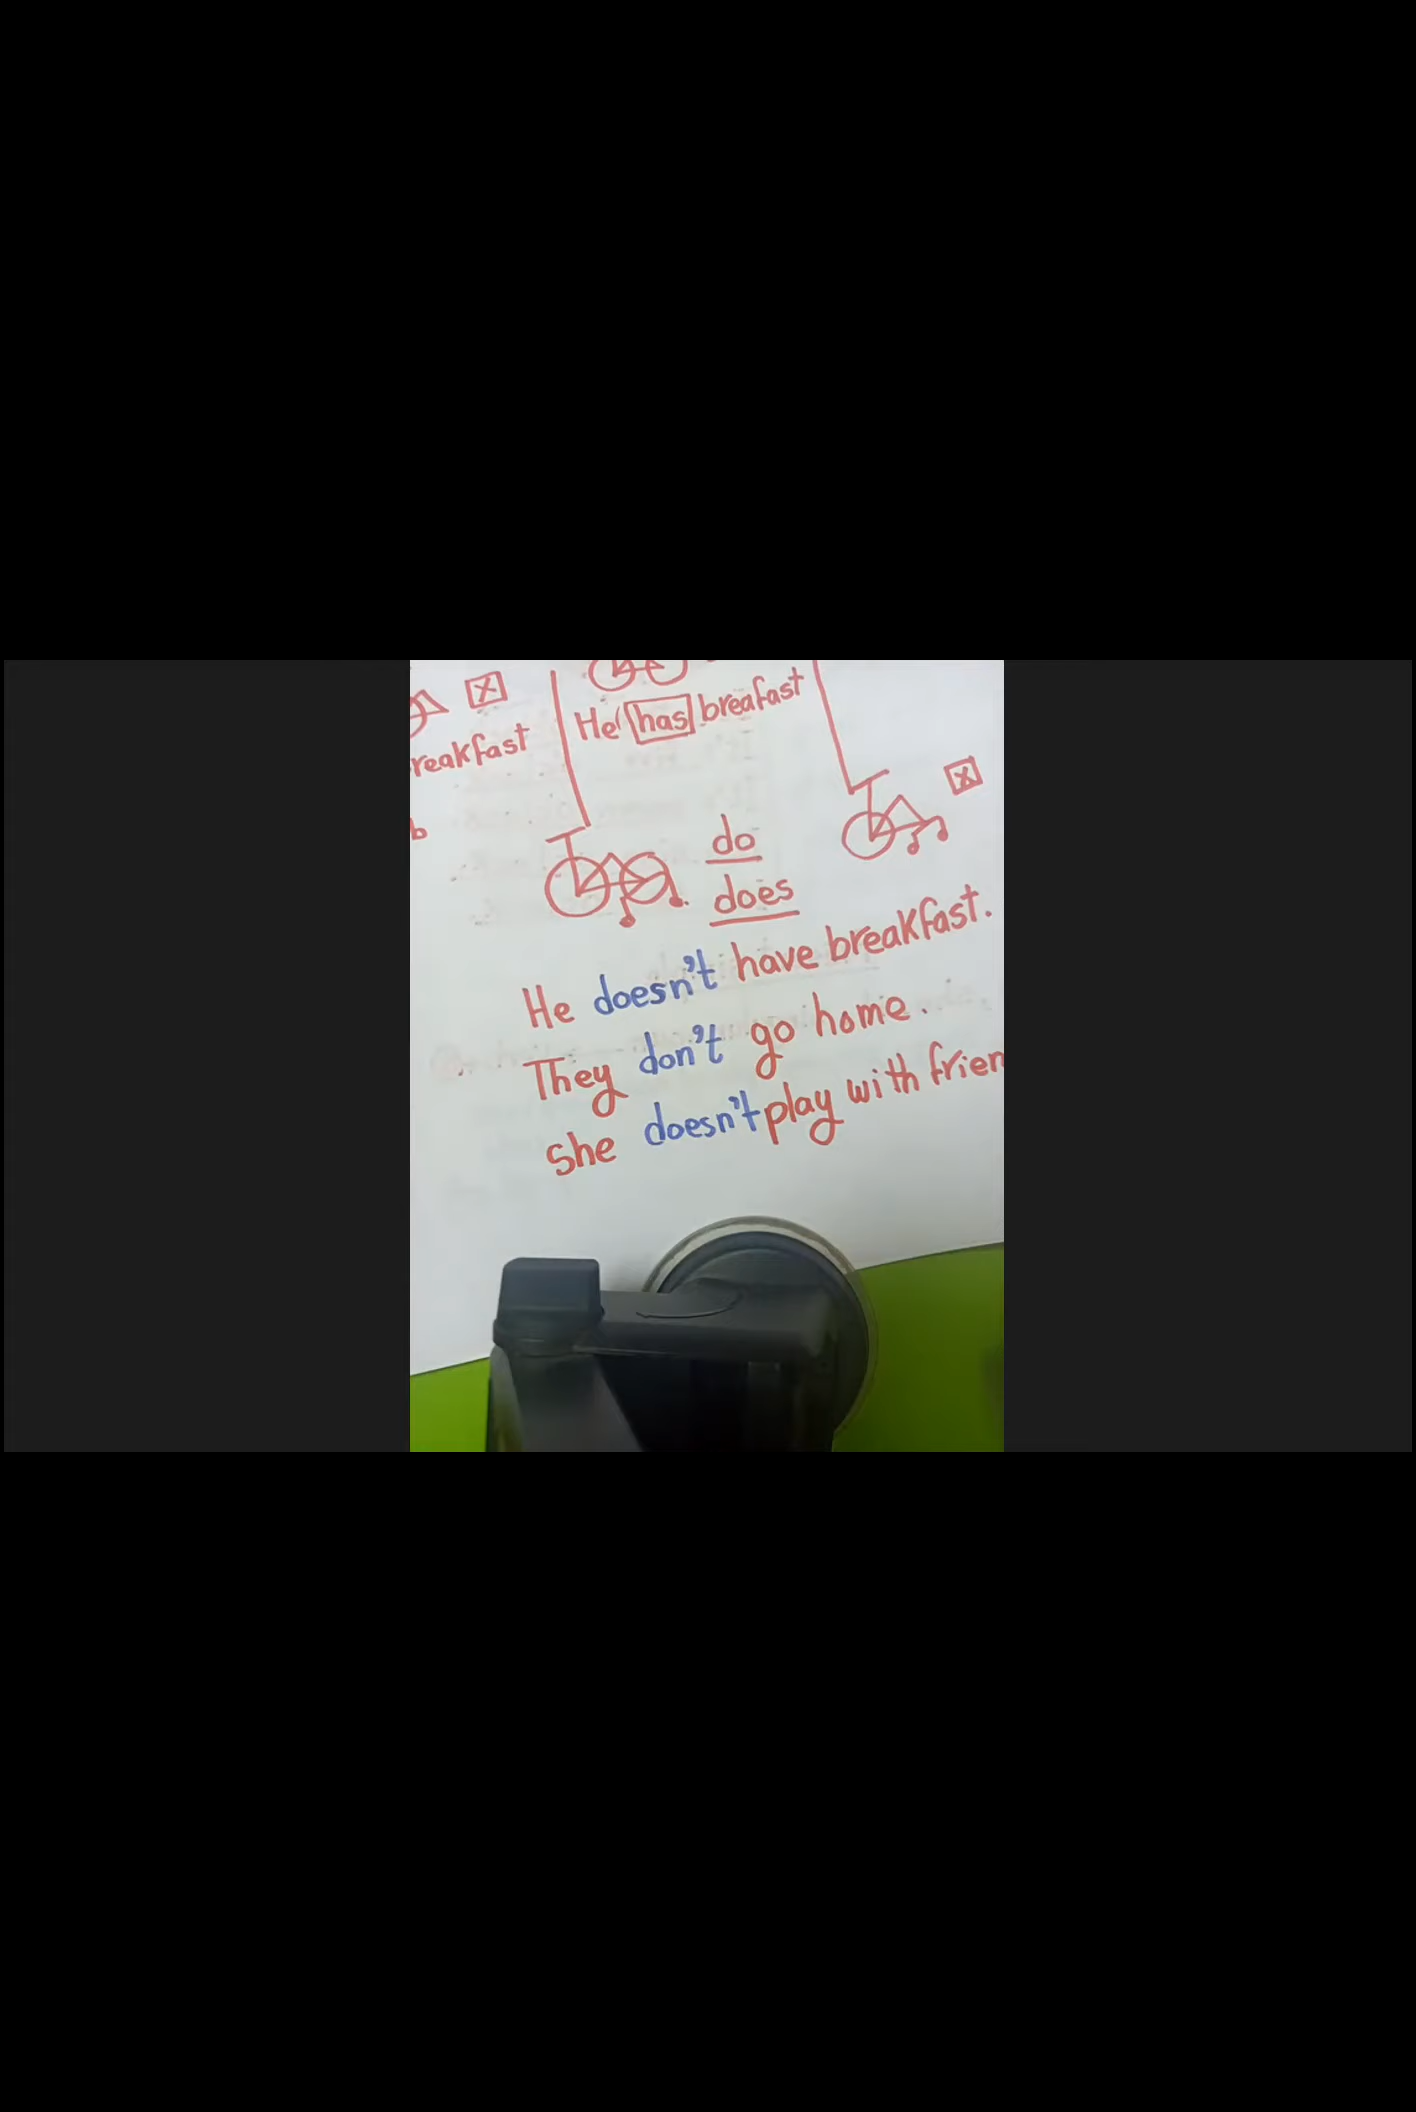 x
reakfast
He has breafast
b
x
do
does
He doesn't have breakfast.
They don't go home.
she doesn't play with frien